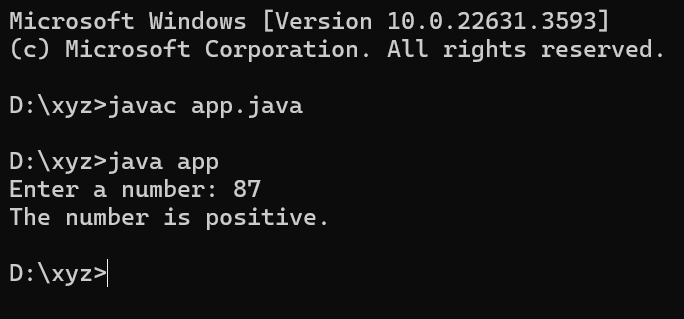 Microsoft Windows [Version 10.0.22631.3593]
(c) Microsoft Corporation. All rights reserved.
D:\xyz>javac app.java
D:\xyz>java app
Enter a number: 87
The number is positive.
D:\xyz>